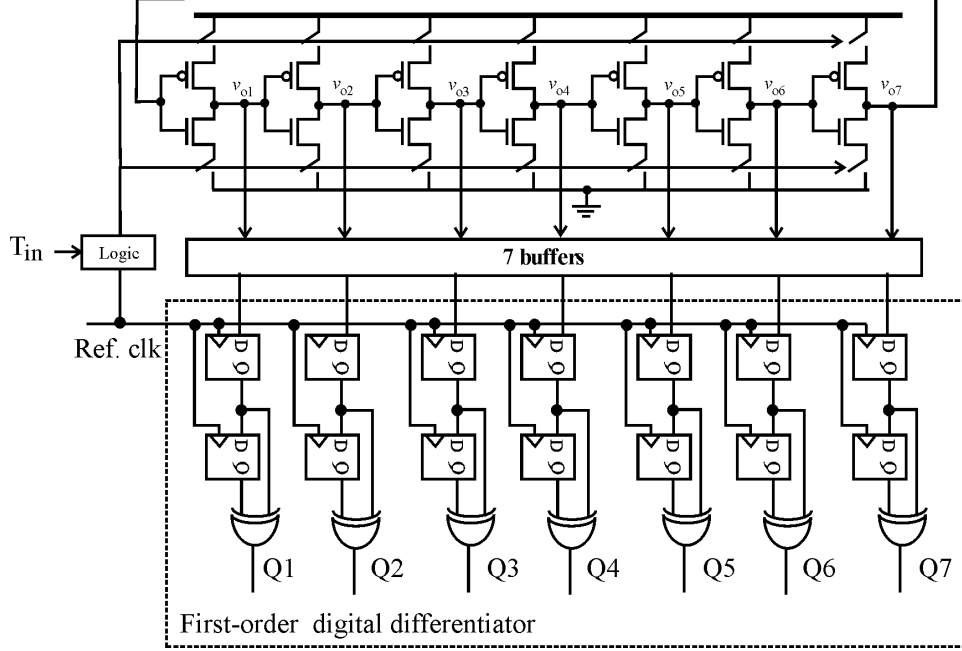 vo1 vo2 vo3 vo4 vo5 vo6 vo7
Tin
Logic
7 buffers
Ref. clk
D Q D Q D Q D Q D Q D Q D Q
D Q D Q D Q D Q D Q D Q D Q
Q1 Q2 Q3 Q4 Q5 Q6 Q7
First-order digital differentiator